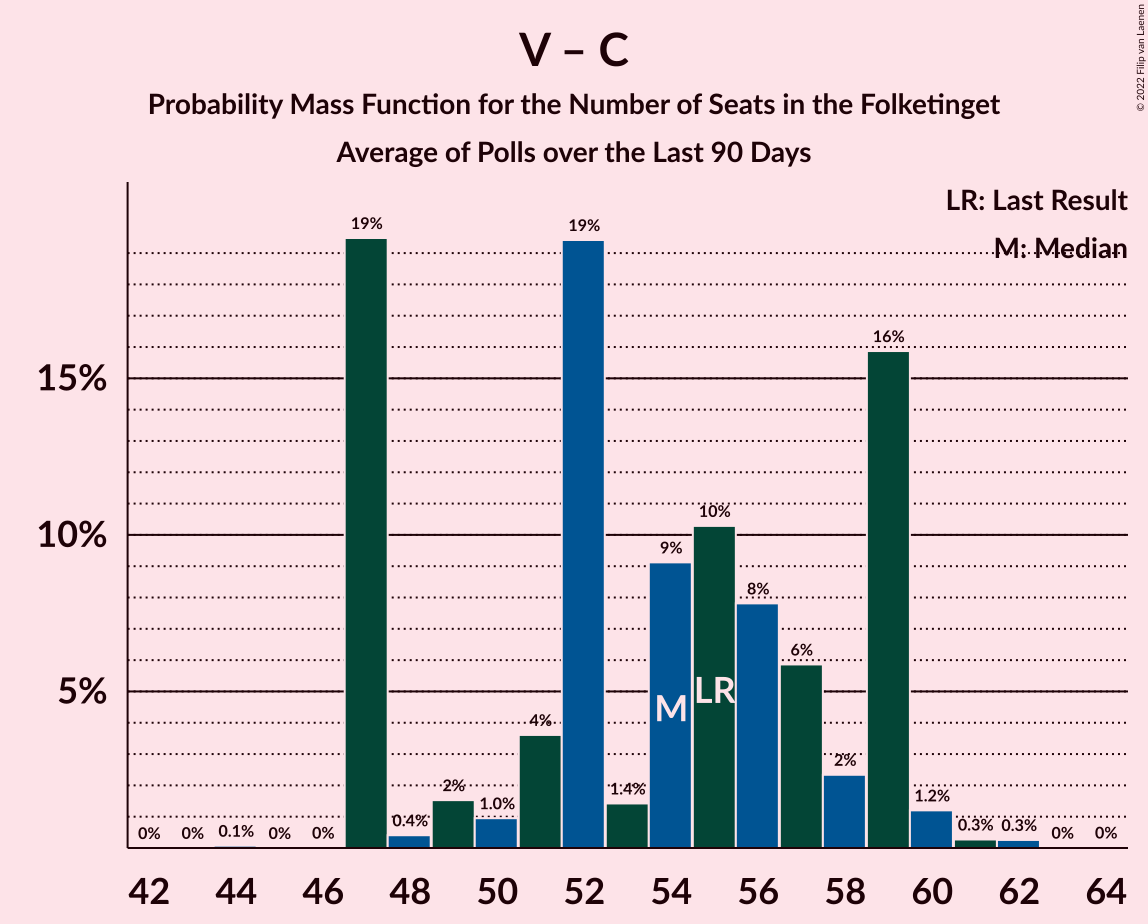 V – C
Probability Mass Function for the Number of Seats in the Folketinget
Average of Polls over the Last 90 Days
© 2022 Filip van Laenen
LR: Last Result
M: Median
15%
10%
5%
0%
0%
0.1%
0%
0%
19%
0.4%
2%
1.0%
4%
19%
1.4%
9%
10%
8%
6%
2%
16%
1.2%
0.3%
0.3%
0%
0%
M
LR
42 44 46 48 50 52 54 56 58 60 62 64